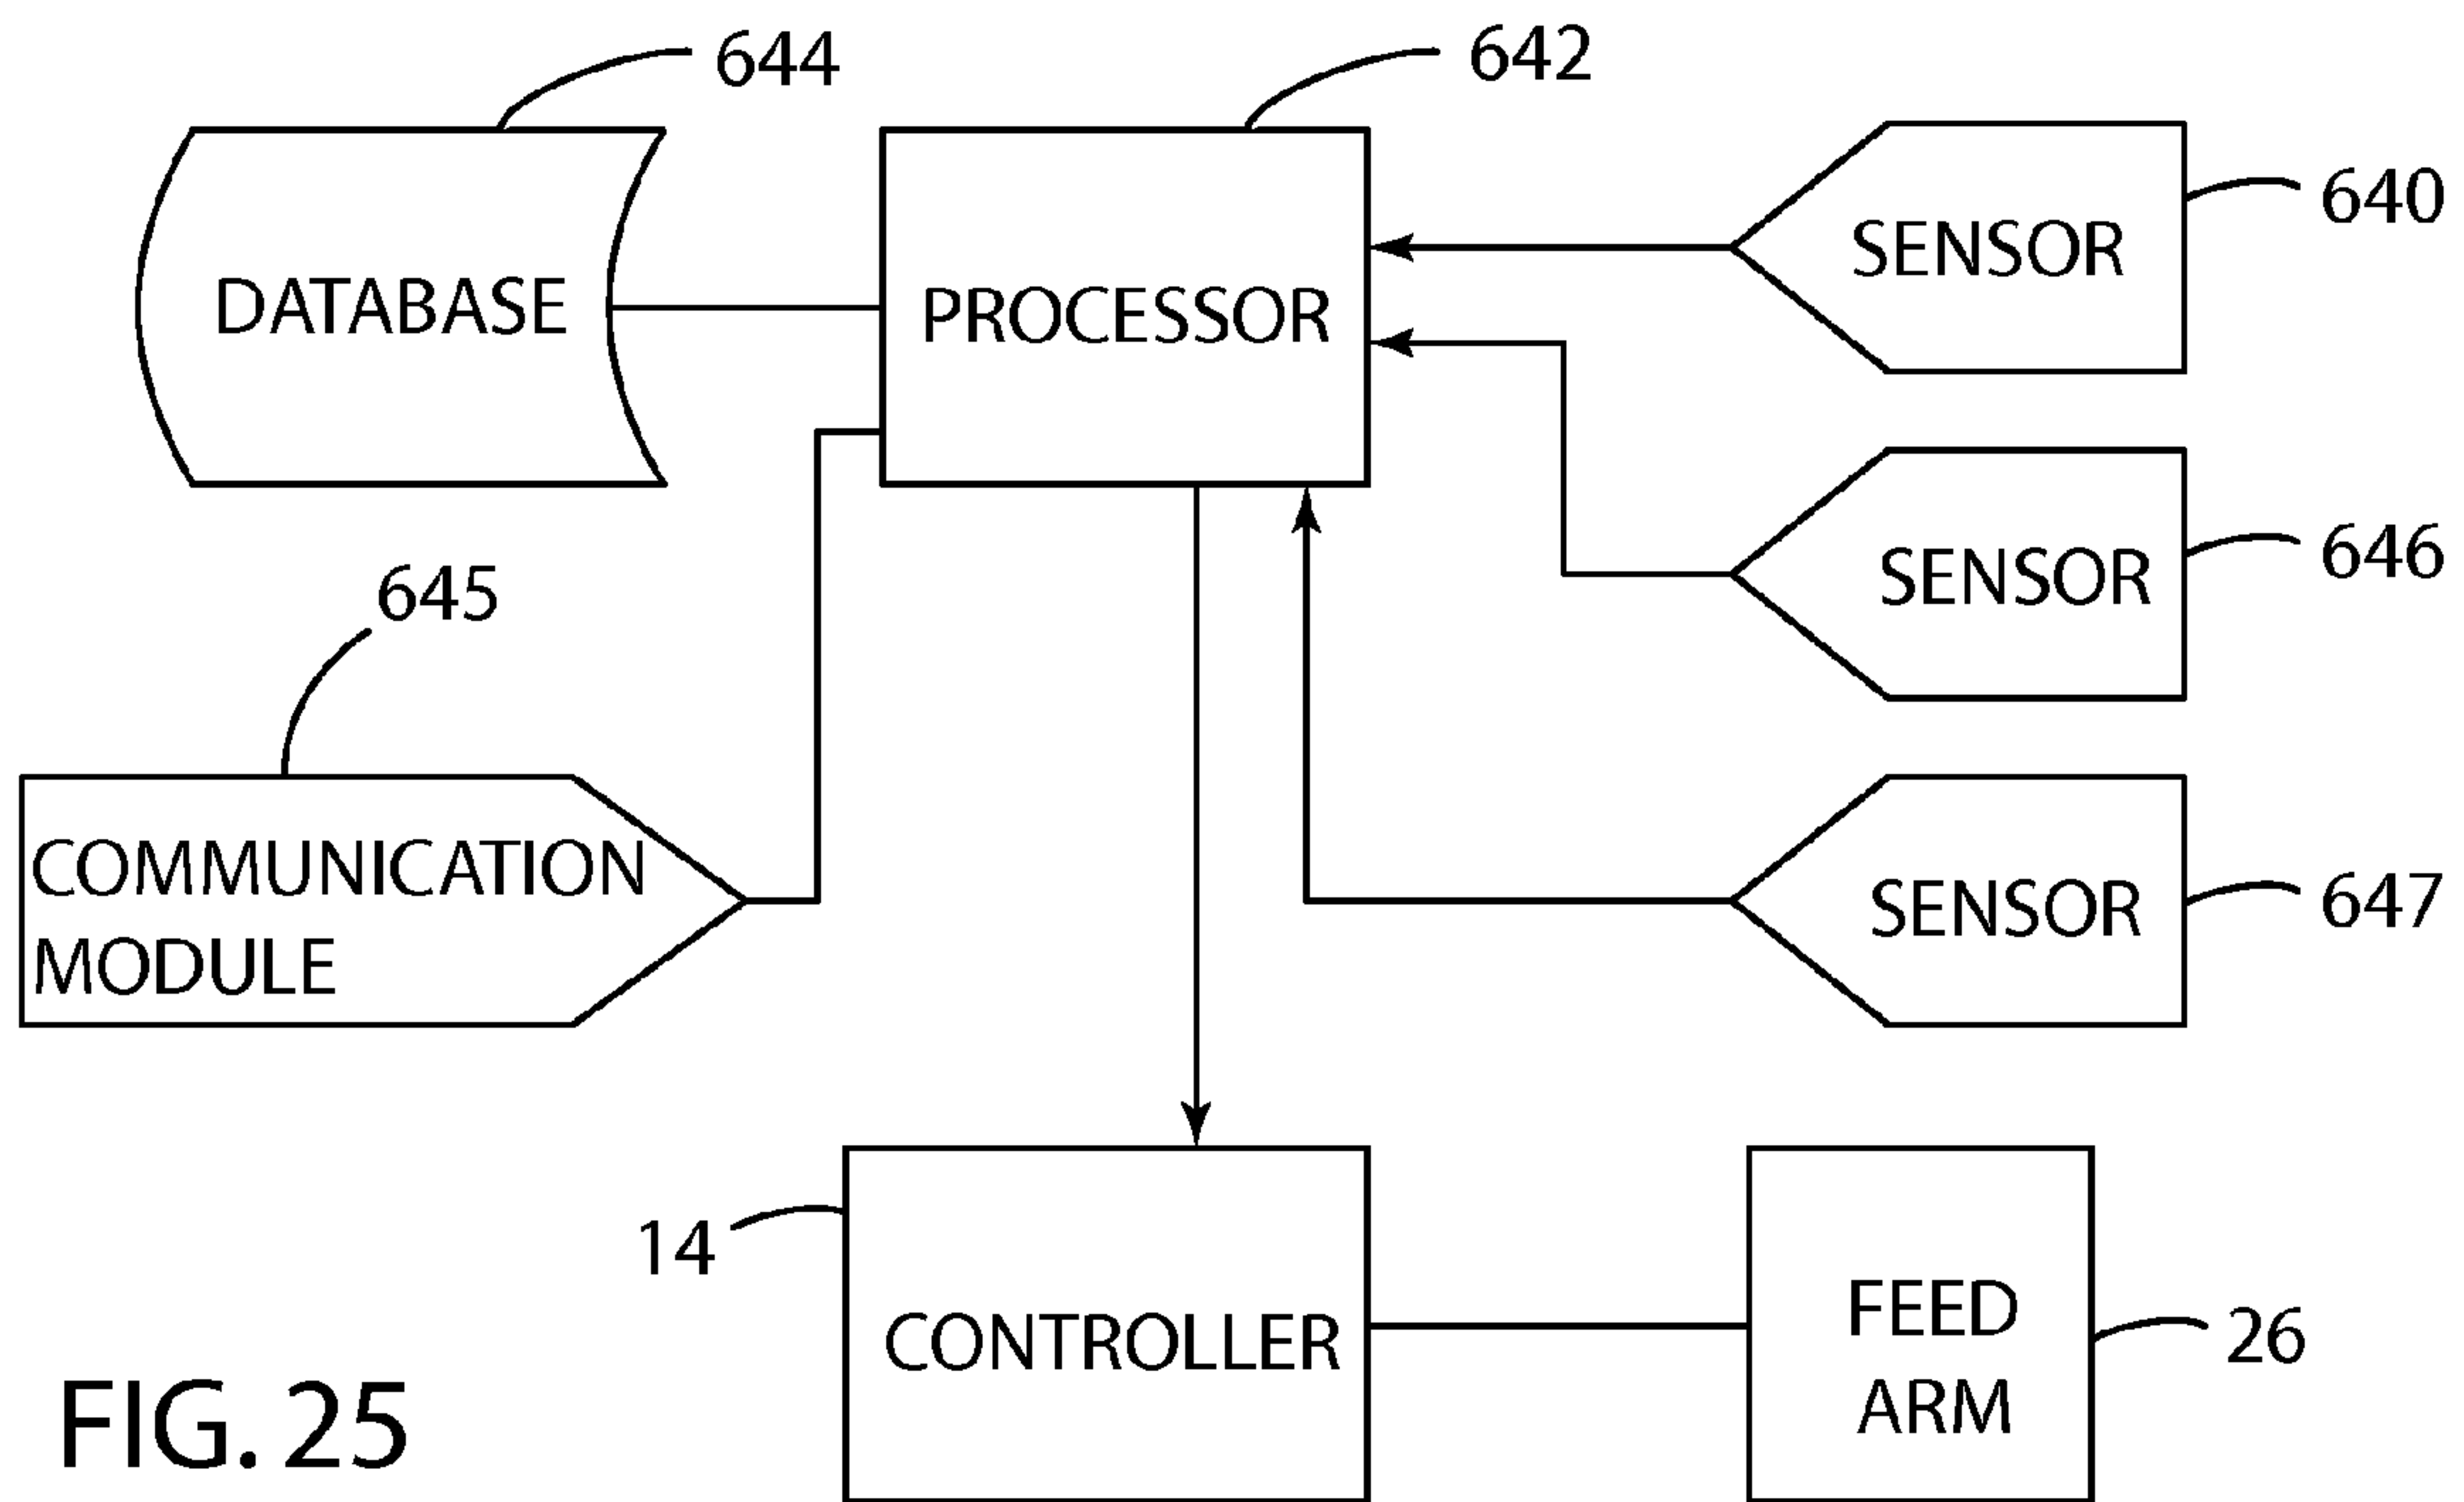 644
642
640
DATABASE
PROCESSOR
SENSOR
646
SENSOR
645
647
COMMUNICATION
MODULE
SENSOR
14
CONTROLLER
FEED
ARM
26
FIG. 25